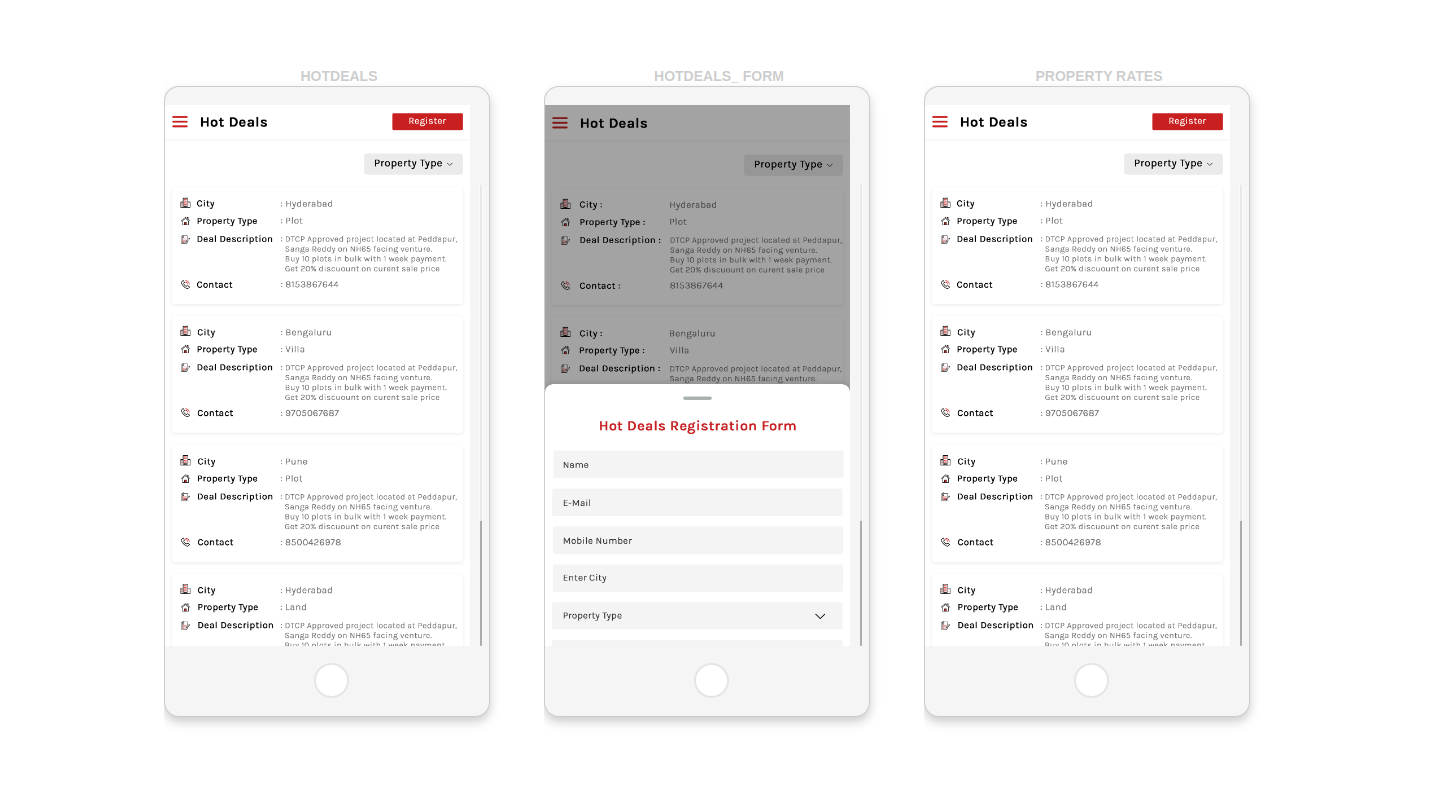 HOTDEALS
Hot Deals
Register
Property Type
City : Hyderabad
Property Type : Plot
Deal Description : DTCP Approved project located at Peddapur,
Sanga Reddy on NH65 facing venture.
Buy 10 plots in bulk with 1 week payment.
Get 20% discuount on curent sale price
Contact : 8153867644
City : Bengaluru
Property Type : Villa
Deal Description : DTCP Approved project located at Peddapur,
Sanga Reddy on NH65 facing venture.
Buy 10 plots in bulk with 1 week payment.
Get 20% discuount on curent sale price
Contact : 9705067687
City : Pune
Property Type : Plot
Deal Description : DTCP Approved project located at Peddapur,
Sanga Reddy on NH65 facing venture.
Buy 10 plots in bulk with 1 week payment.
Get 20% discuount on curent sale price
Contact : 8500426978
City : Hyderabad
Property Type : Land
Deal Description : DTCP Approved project located at Peddapur,
Sanga Reddy on NH65 facing venture.
Buy 10 plots in bulk with 1 week payment.
HOTDEALS_ FORM
Hot Deals
Property Type
City : Hyderabad
Property Type : Plot
Deal Description : DTCP Approved project located at Peddapur,
Sanga Reddy on NH65 facing venture.
Buy 10 plots in bulk with 1 week payment.
Get 20% discuount on curent sale price
Contact : 8153867644
City : Bengaluru
Property Type : Villa
Deal Description : DTCP Approved project located at Peddapur,
Sanga Reddy on NH65 facing venture.
Hot Deals Registration Form
Name
E-Mail
Mobile Number
Enter City
Property Type
PROPERTY RATES
Hot Deals
Register
Property Type
City : Hyderabad
Property Type : Plot
Deal Description : DTCP Approved project located at Peddapur,
Sanga Reddy on NH65 facing venture.
Buy 10 plots in bulk with 1 week payment.
Get 20% discuount on curent sale price
Contact : 8153867644
City : Bengaluru
Property Type : Villa
Deal Description : DTCP Approved project located at Peddapur,
Sanga Reddy on NH65 facing venture.
Buy 10 plots in bulk with 1 week payment.
Get 20% discuount on curent sale price
Contact : 9705067687
City : Pune
Property Type : Plot
Deal Description : DTCP Approved project located at Peddapur,
Sanga Reddy on NH65 facing venture.
Buy 10 plots in bulk with 1 week payment.
Get 20% discuount on curent sale price
Contact : 8500426978
City : Hyderabad
Property Type : Land
Deal Description : DTCP Approved project located at Peddapur,
Sanga Reddy on NH65 facing venture.
Buy 10 plots in bulk with 1 week payment.